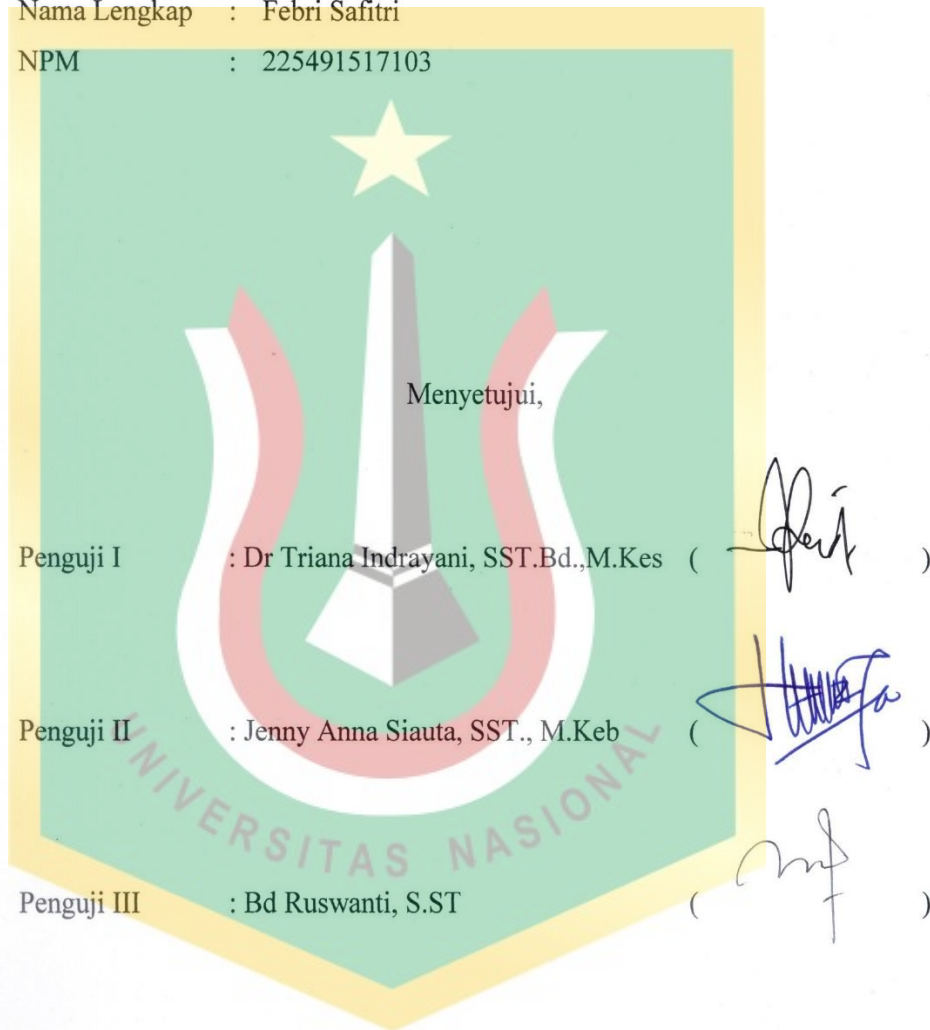 Nama Lengkap : Febri Safitri
NPM : 225491517103
Menyetujui,
Penguji I : Dr Triana Indrayani, SST.Bd.,M.Kes ( )
Penguji II : Jenny Anna Siauta, SST., M.Keb ( )
UNIVERSITAS NASIONAL
Penguji III : Bd Ruswanti, S.ST ( )